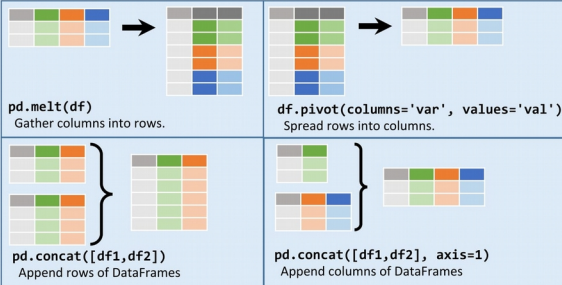 pd.melt(df)
Gather columns into rows.
df.pivot(columns='var', values='val')
Spread rows into columns.
pd.concat([df1,df2])
Append rows of DataFrames
pd.concat([df1,df2], axis=1)
Append columns of DataFrames